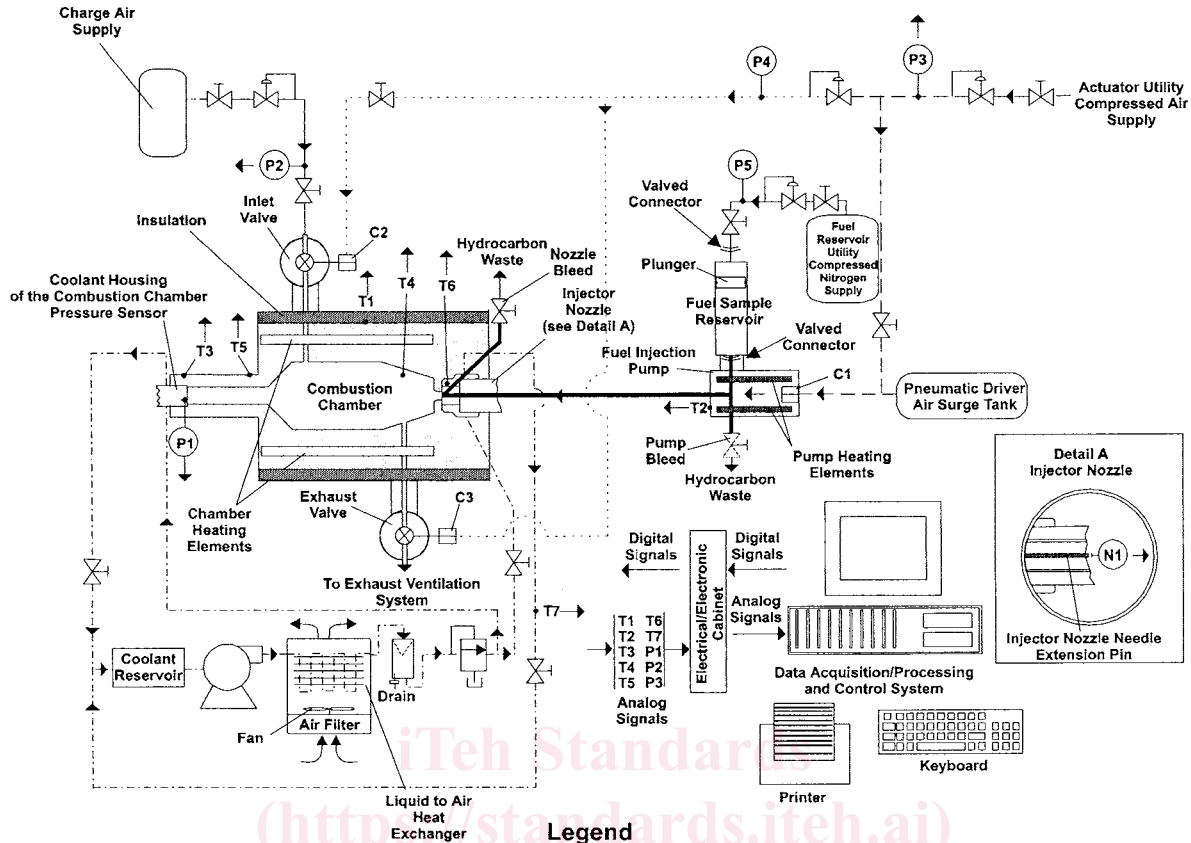 Charge Air
Supply
P4
P3
Actuator Utility
Compressed Air
Supply
P2
P5
Valved
Connector
Inlet
Valve
Insulation
C2
Hydrocarbon
Waste
Nozzle
Bleed
Plunger
Fuel
Reservoir
Utility
Compressed
Nitrogen
Supply
Coolant Housing
of the Combustion Chamber
Pressure Sensor
T1
T4
T6
Injector
Nozzle
(see Detail A)
Fuel Sample
Reservoir
T3
T5
Fuel Injection
Pump
Valved
Connector
C1
Combustion
Chamber
Pneumatic Driver
Air Surge Tank
T2
P1
Pump
Bleed
Pump Heating
Elements
Hydrocarbon
Waste
Detail A
Injector Nozzle
N1
Injector Nozzle Needle
Extension Pin
Chamber
Heating
Elements
Exhaust
Valve
C3
To Exhaust Ventilation
System
Digital
Signals
Digital
Signals
Electrical/Electronic
Cabinet
Analog
Signals
T7
T1 T6
T2 T7
T3 P1
T4 P2
T5 P3
Analog
Signals
Data Acquisition/Processing
and Control System
Coolant
Reservoir
Drain
Fan
Air Filter
Liquid to Air
Heat
Exchanger
Printer
Keyboard
iTeh Standards
(https://standards.iteh.ai)
Legend